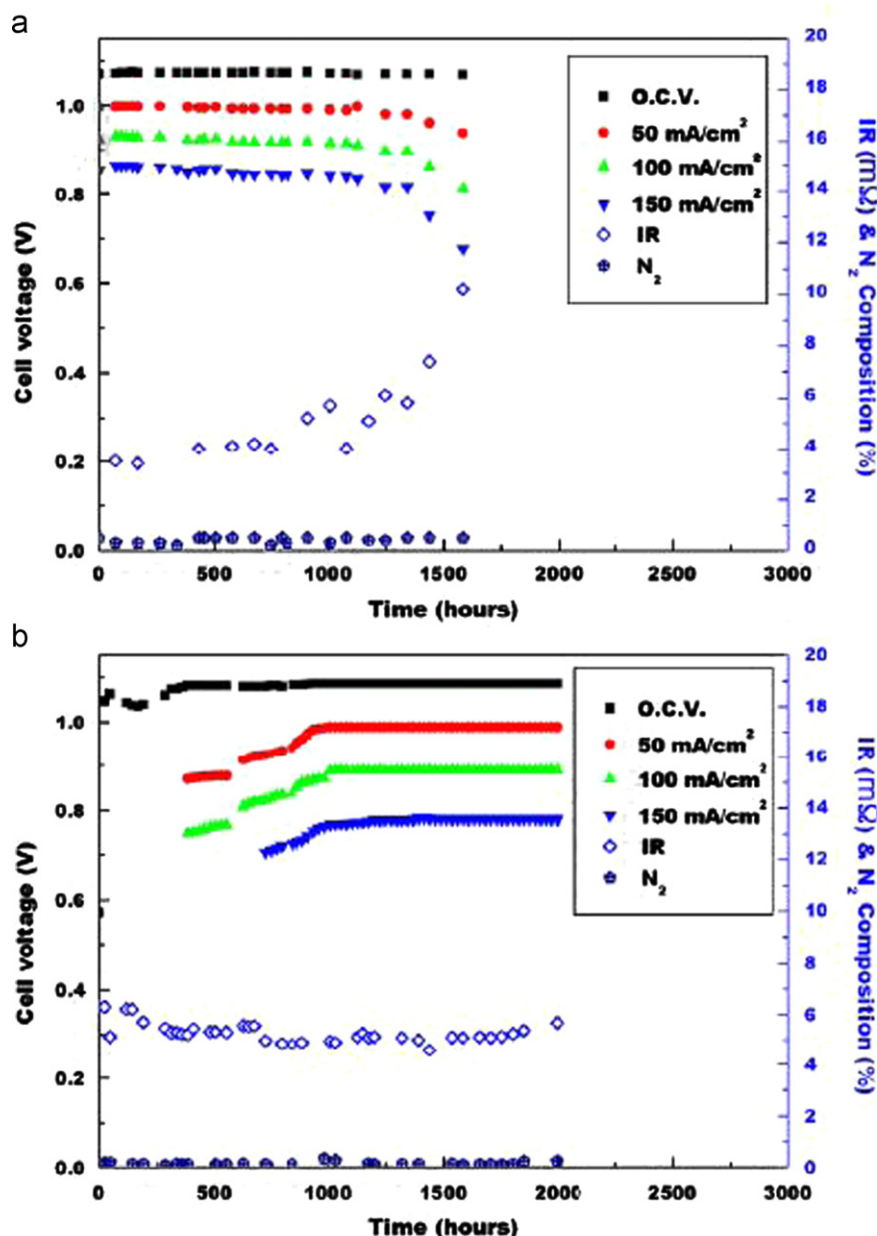 a
20
18
16
14
12
10
8
6
4
2
0
1.0
0.8
0.6
0.4
0.2
0.0
Cell voltage (V)
IR (mΩ) & N2 Composition (%)
O.C.V.
50 mA/cm2
100 mA/cm2
150 mA/cm2
IR
N2
0 500 1000 1500 2000 2500 3000
Time (hours)
b
20
18
16
14
12
10
8
6
4
2
0
1.0
0.8
0.6
0.4
0.2
0.0
Cell voltage (V)
IR (mΩ) & N2 Composition (%)
O.C.V.
50 mA/cm2
100 mA/cm2
150 mA/cm2
IR
N2
0 500 1000 1500 2000 2500 3000
Time (hours)